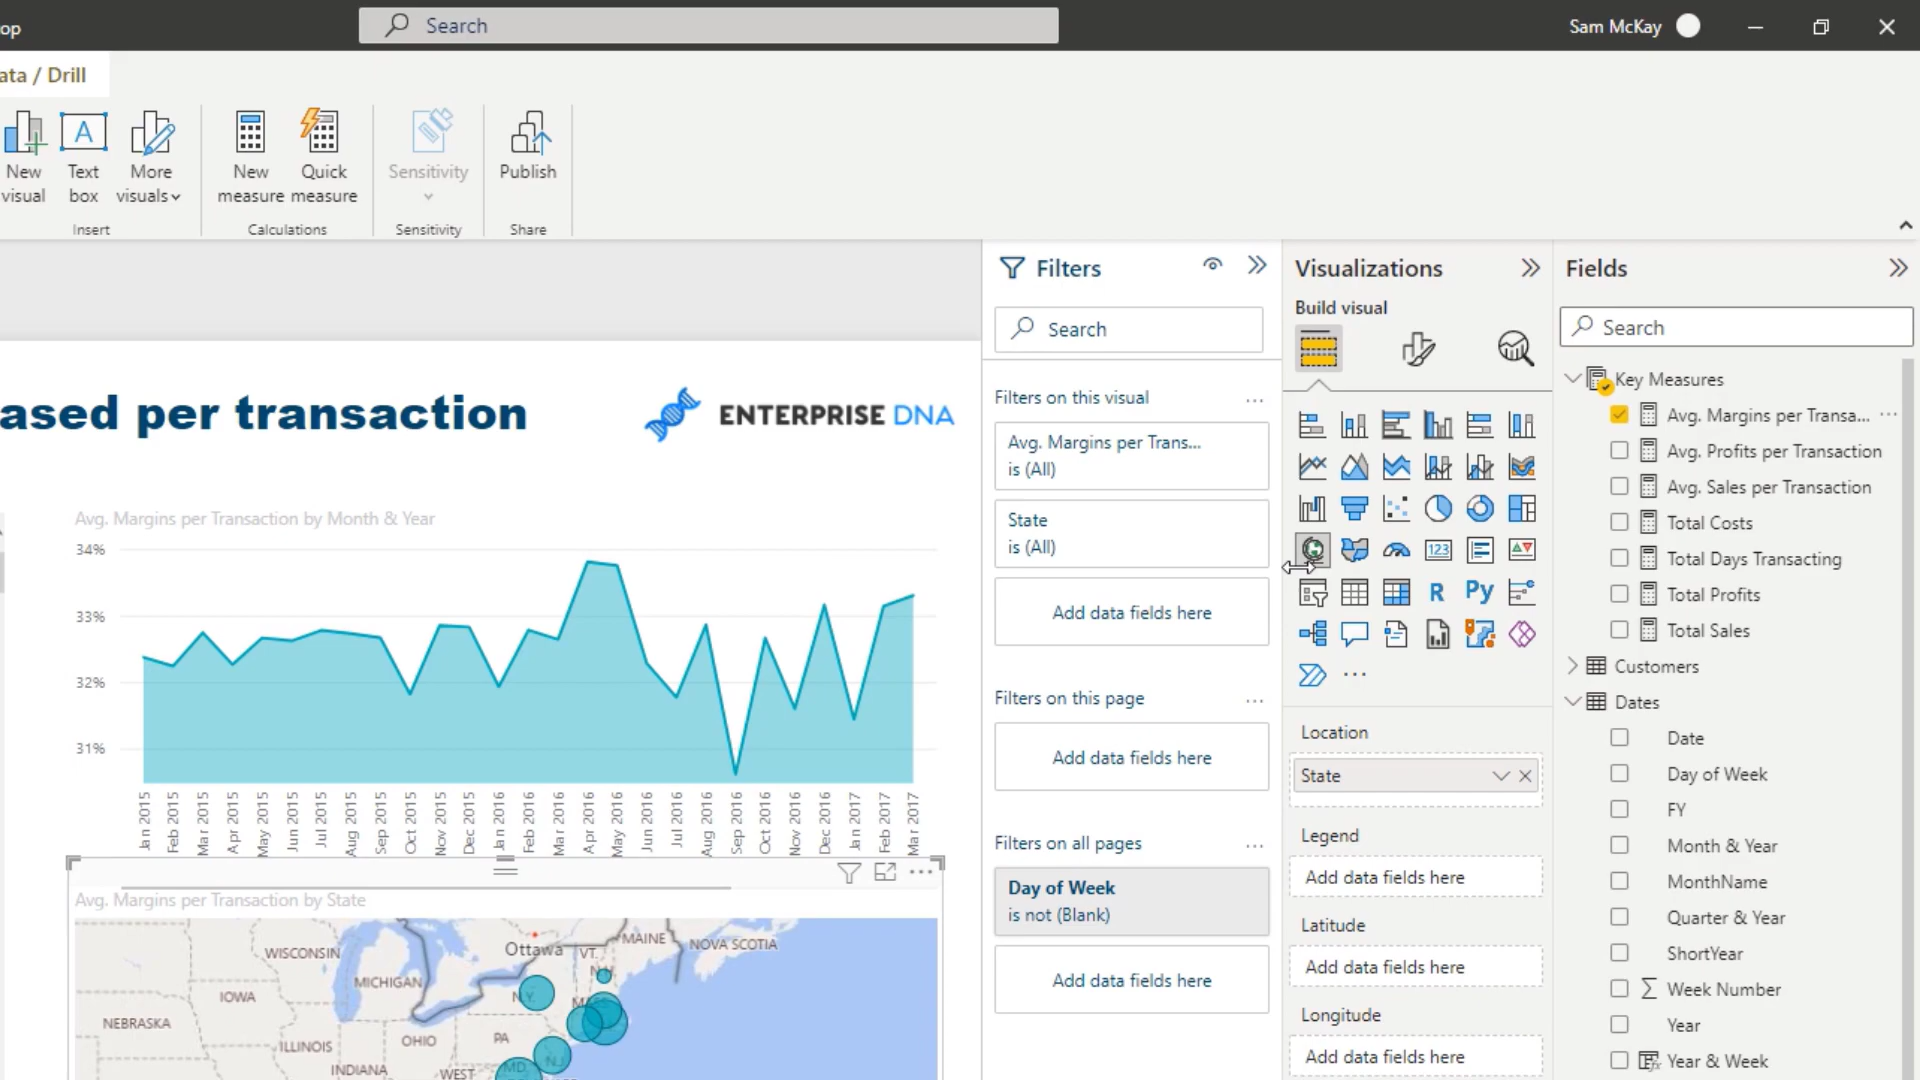 op
Search
Sam McKay
ata / Drill
New
visual
Text
box
More
visuals
Insert
New
measure
Quick
measure
Calculations
Sensitivity
Sensitivity
Publish
Share
ased per transaction
ENTERPRISE DNA
Avg. Margins per Transaction by Month & Year
34%
33%
32%
31%
Jan 2015
Feb 2015
Mar 2015
Apr 2015
May 2015
Jun 2015
Jul 2015
Aug 2015
Sep 2015
Oct 2015
Nov 2015
Dec 2015
Jan 2016
Feb 2016
Mar 2016
Apr 2016
May 2016
Jun 2016
Jul 2016
Aug 2016
Sep 2016
Oct 2016
Nov 2016
Dec 2016
Jan 2017
Feb 2017
Mar 2017
Avg. Margins per Transaction by State
Ottawa
MAINE
NOVA SCOTIA
WISCONSIN
VT.
MICHIGAN
N.H.
IOWA
N.Y.
MASS
NEBRASKA
ILLINOIS
OHIO
PA
INDIANA
N.J.
WEST
MD.
Filters
Search
Filters on this visual
...
Avg. Margins per Trans...
is (All)
State
is (All)
Add data fields here
Filters on this page
...
Add data fields here
Filters on all pages
...
Day of Week
is not (Blank)
Add data fields here
Visualizations
Build visual
123
R
Py
...
Location
State
Legend
Add data fields here
Latitude
Add data fields here
Longitude
Add data fields here
Fields
Search
Key Measures
Avg. Margins per Transa...
Avg. Profits per Transaction
Avg. Sales per Transaction
Total Costs
Total Days Transacting
Total Profits
Total Sales
Customers
Dates
Date
Day of Week
FY
Month & Year
MonthName
Quarter & Year
ShortYear
Week Number
Year
Year & Week